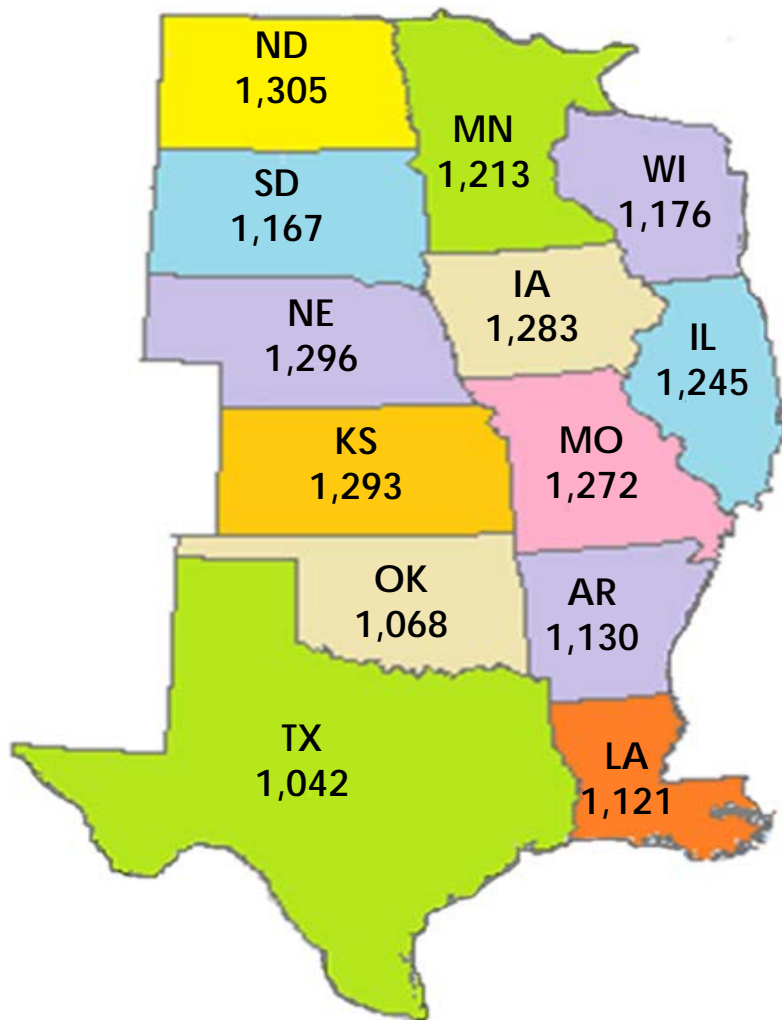 ND
1,305
MN
1,213
WI
1,176
SD
1,167
IA
1,283
NE
1,296
IL
1,245
KS
1,293
MO
1,272
OK
1,068
AR
1,130
TX
1,042
LA
1,121